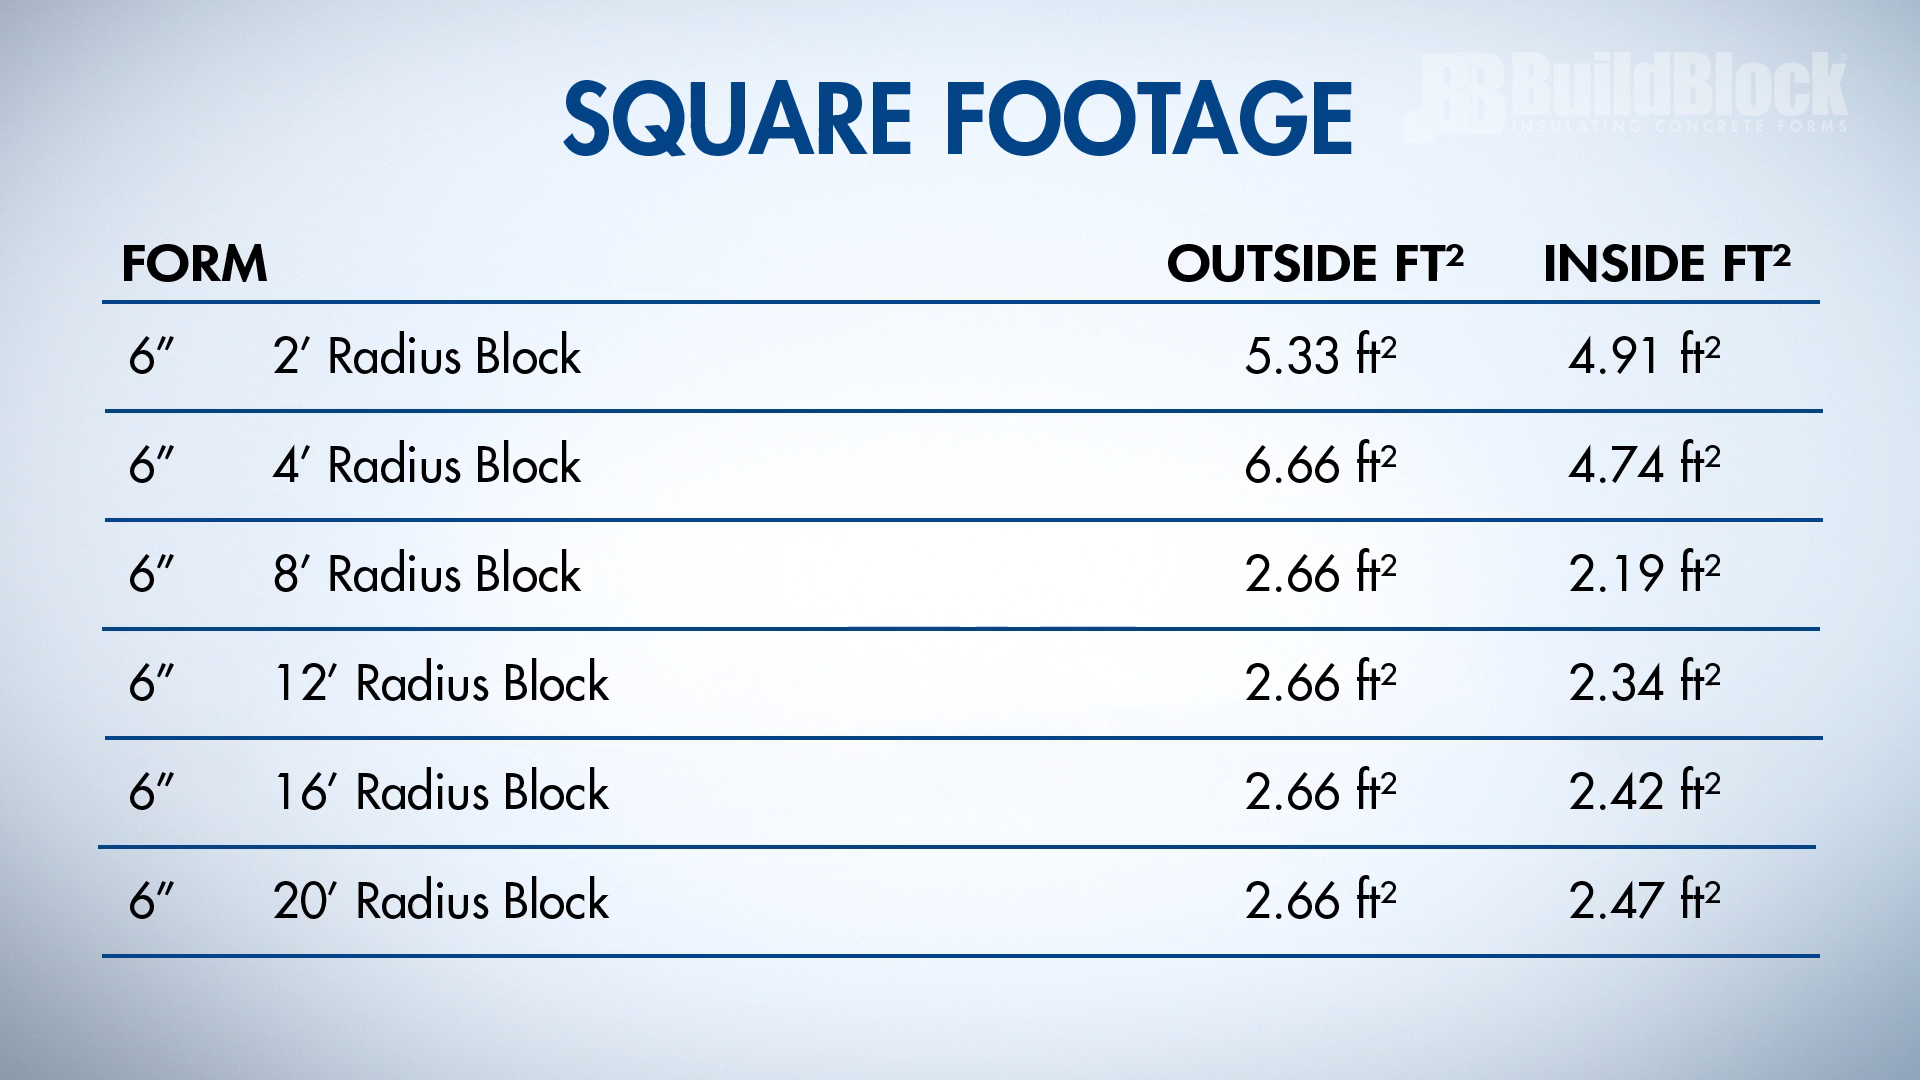 BuildBlock
INSULATING CONCRETE FORMS
SQUARE FOOTAGE
FORM OUTSIDE FT² INSIDE FT²
6” 2’ Radius Block 5.33 ft² 4.91 ft²
6” 4’ Radius Block 6.66 ft² 4.74 ft²
6” 8’ Radius Block 2.66 ft² 2.19 ft²
6” 12’ Radius Block 2.66 ft² 2.34 ft²
6” 16’ Radius Block 2.66 ft² 2.42 ft²
6” 20’ Radius Block 2.66 ft² 2.47 ft²